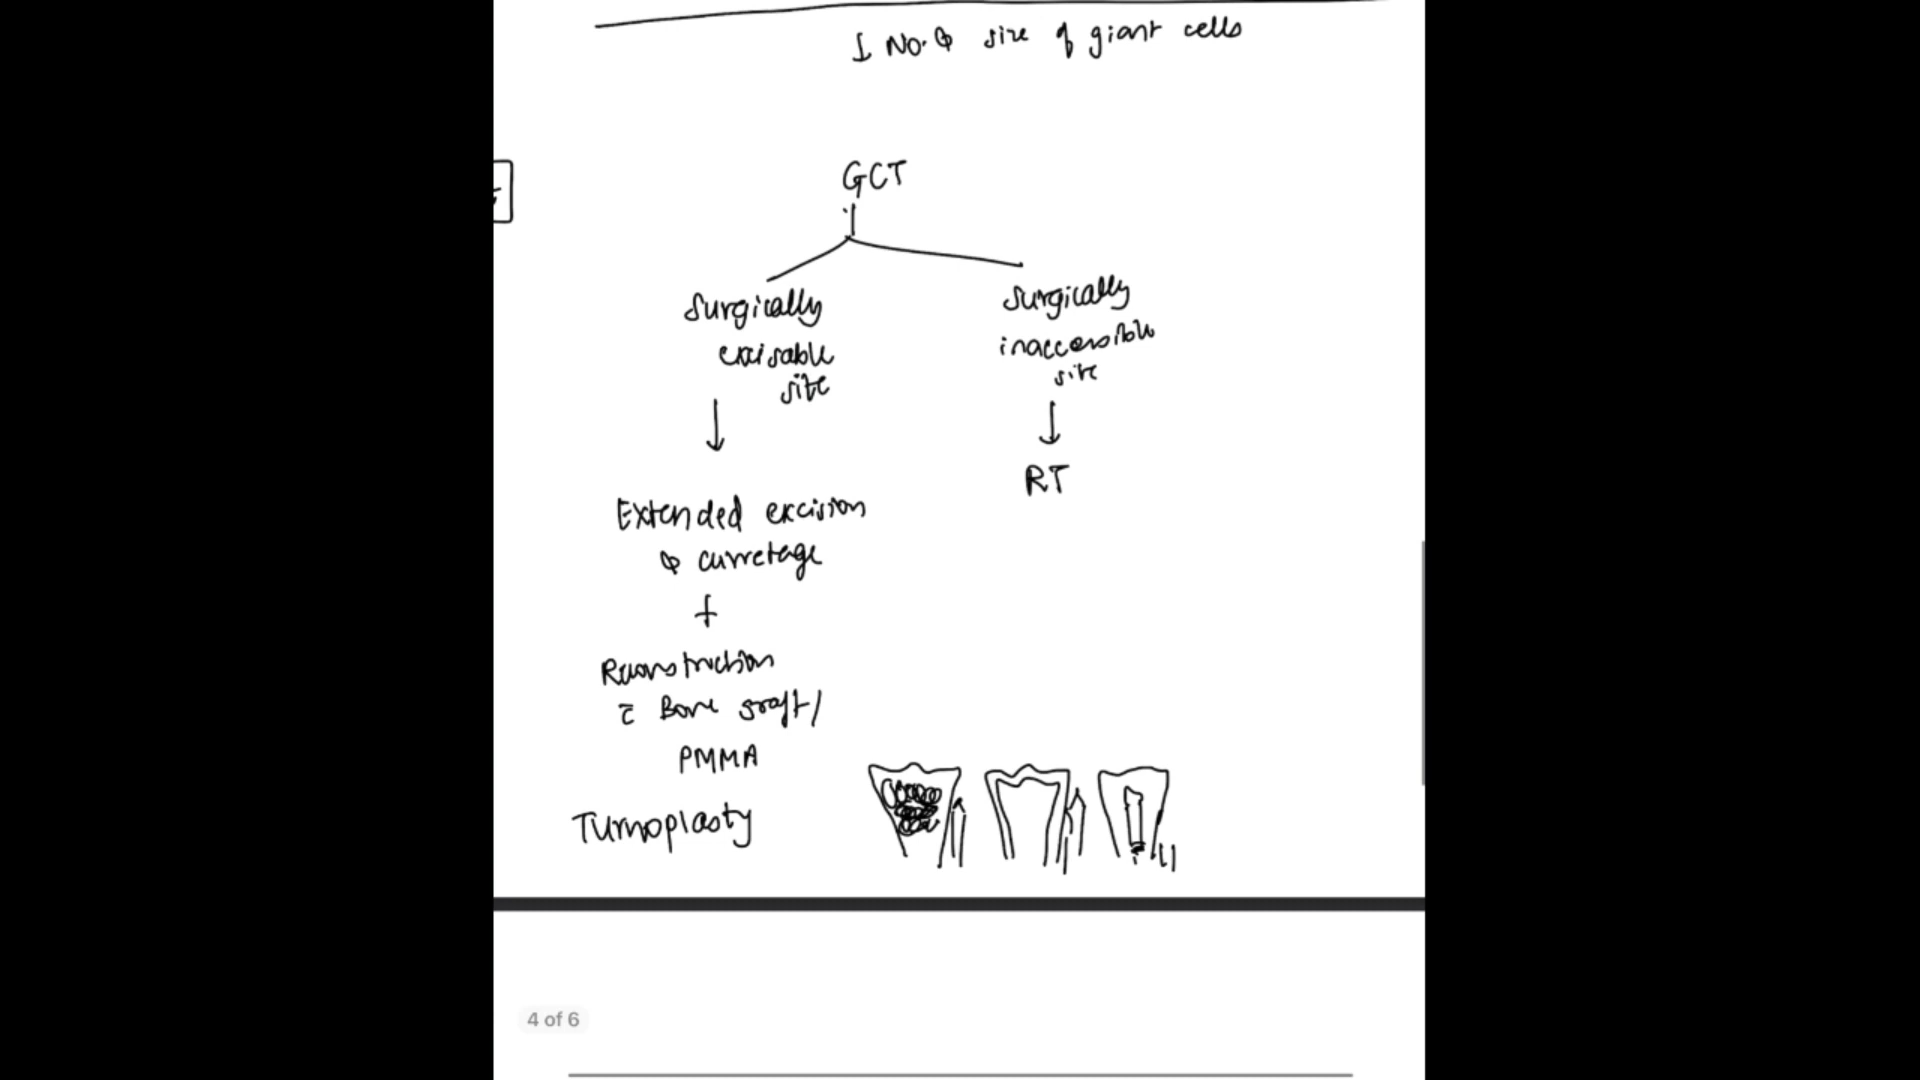 No. & size of giant cells
GCT
Surgically
excisable
site
Surgically
inaccessible
site
RT
Extended excision
& curretage
+
Reconstruction
c̄ Bone graft/
PMMA
Turnoplasty
4 of 6